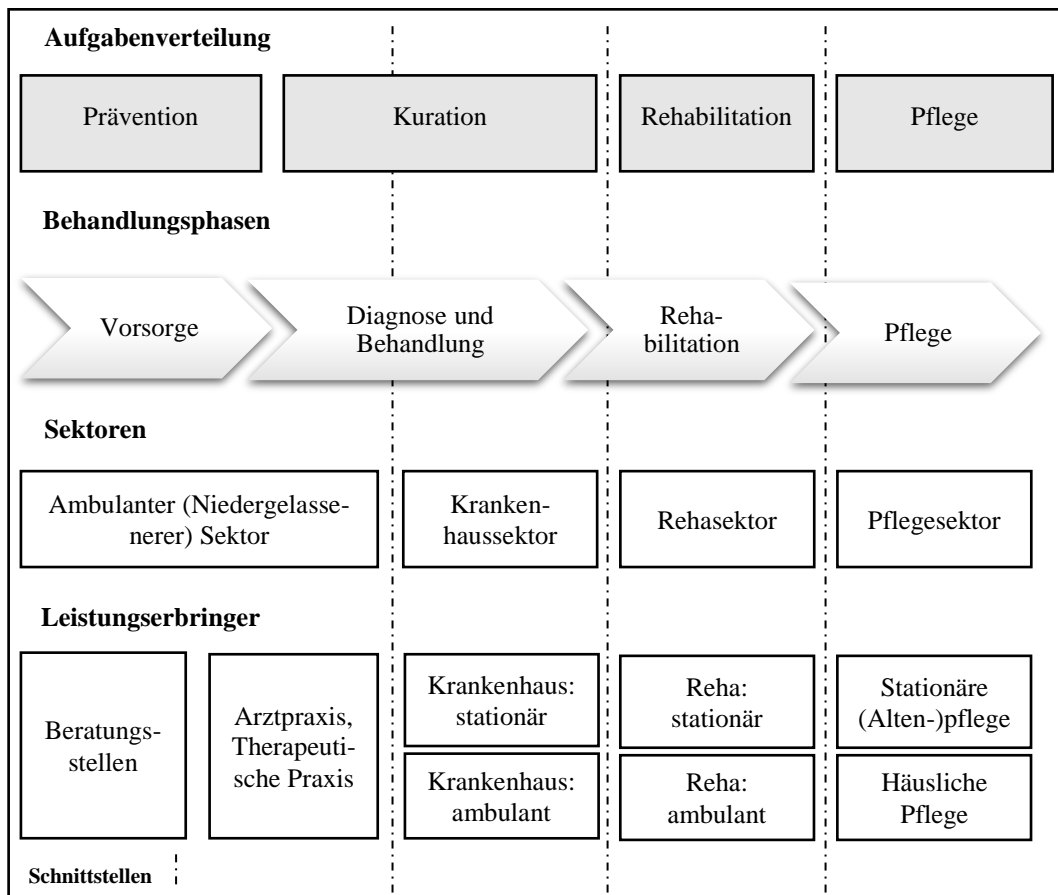 Aufgabenverteilung
Prävention
Kuration
Rehabilitation
Pflege
Behandlungsphasen
Vorsorge
Diagnose und
Behandlung
Reha-
bilitation
Pflege
Sektoren
Ambulanter (Niedergelasse-
nerer) Sektor
Kranken-
haussektor
Rehasektor
Pflegesektor
Leistungserbringer
Beratungs-
stellen
Arztpraxis,
Therapeuti-
sche Praxis
Krankenhaus:
stationär
Reha:
stationär
Stationäre
(Alten-)pflege
Krankenhaus:
ambulant
Reha:
ambulant
Häusliche
Pflege
Schnittstellen